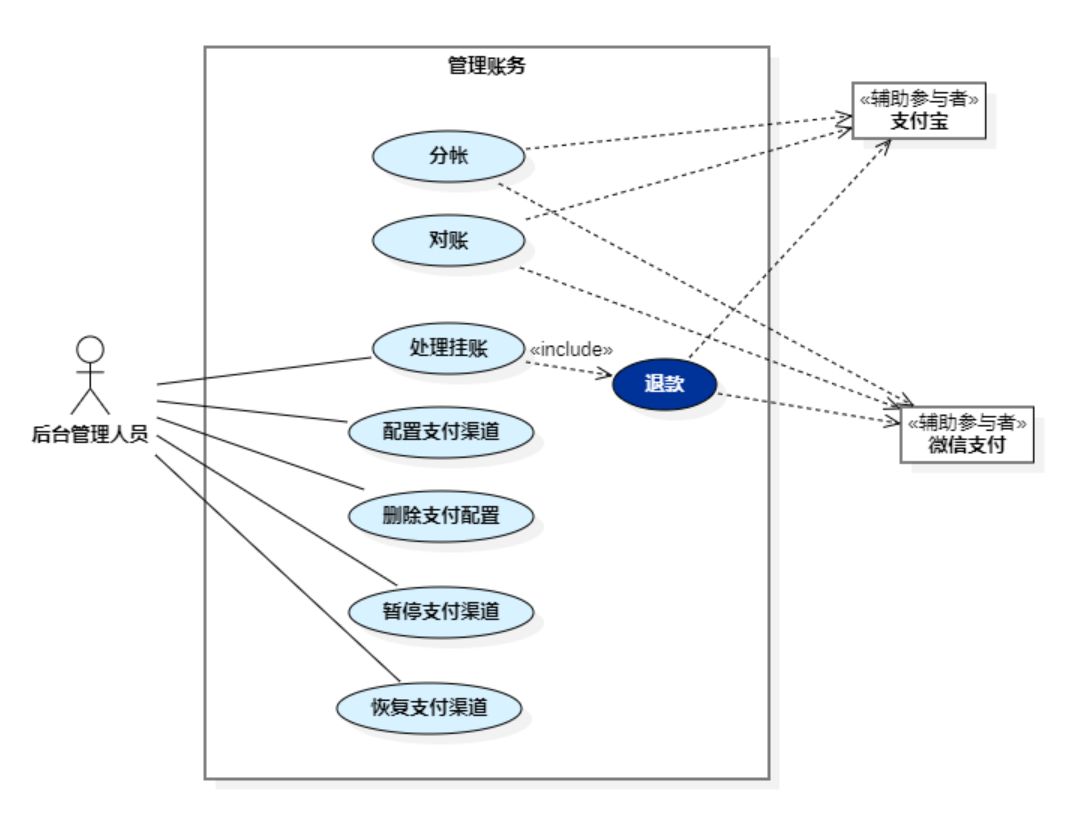 管理账务
«辅助参与者»
支付宝
分帐
对账
处理挂账
«include»
退款
后台管理人员
配置支付渠道
«辅助参与者»
微信支付
删除支付配置
暂停支付渠道
恢复支付渠道